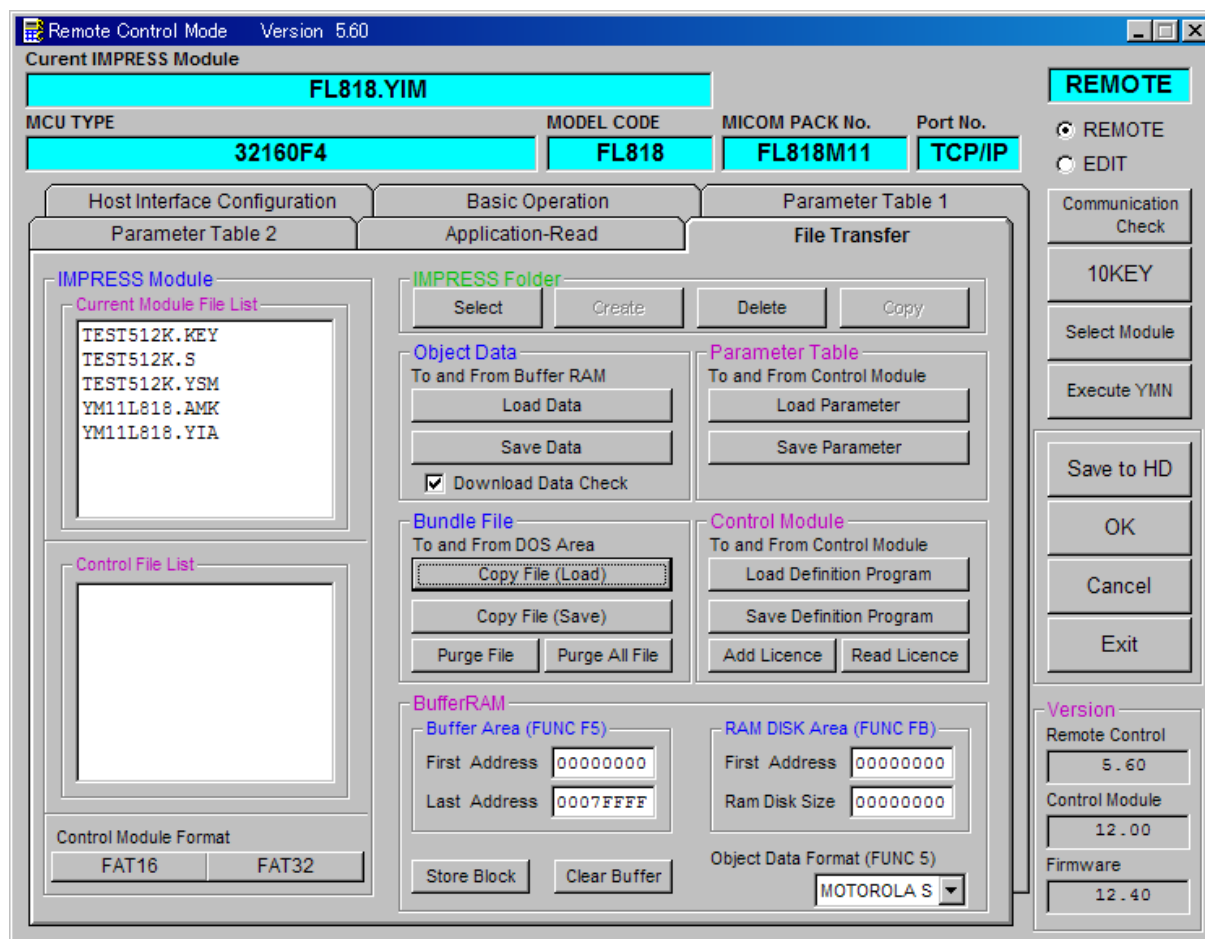 Remote Control Mode Version 5.60
Curent IMPRESS Module
FL818.YIM
REMOTE
MCU TYPE
MODEL CODE
MICOM PACK No.
Port No.
32160F4
FL818
FL818M11
TCP/IP
REMOTE
EDIT
Host Interface Configuration
Basic Operation
Parameter Table 1
Parameter Table 2
Application-Read
File Transfer
IMPRESS Module
Current Module File List
TEST512K.KEY
TEST512K.S
TEST512K.YSM
YM11L818.AMK
YM11L818.YIA
Control File List
Control Module Format
FAT16
FAT32
IMPRESS Folder
Select
Create
Delete
Copy
Object Data
To and From Buffer RAM
Load Data
Save Data
Download Data Check
Parameter Table
To and From Control Module
Load Parameter
Save Parameter
Bundle File
To and From DOS Area
Copy File (Load)
Copy File (Save)
Purge File
Purge All File
Control Module
To and From Control Module
Load Definition Program
Save Definition Program
Add Licence
Read Licence
BufferRAM
Buffer Area (FUNC F5)
First Address 00000000
Last Address 0007FFFF
RAM DISK Area (FUNC FB)
First Address 00000000
Ram Disk Size 00000000
Store Block
Clear Buffer
Object Data Format (FUNC 5)
MOTOROLA S
Communication
Check
10KEY
Select Module
Execute YMN
Save to HD
OK
Cancel
Exit
Version
Remote Control
5.60
Control Module
12.00
Firmware
12.40